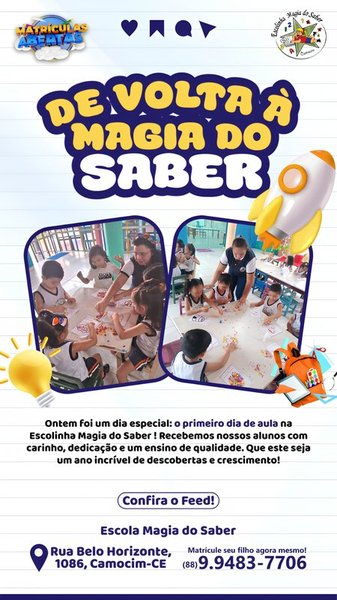 MATRÍCULAS
ABERTAS
Escolinha Magia do Saber
DE VOLTA À
MAGIA DO
SABER
Ontem foi um dia especial: o primeiro dia de aula na
Escolinha Magia do Saber ! Recebemos nossos alunos com
carinho, dedicação e um ensino de qualidade. Que este seja
um ano incrível de descobertas e crescimento!
Confira o Feed!
Escola Magia do Saber
Rua Belo Horizonte,
1086, Camocim-CE
Matricule seu filho agora mesmo!
(88)9.9483-7706